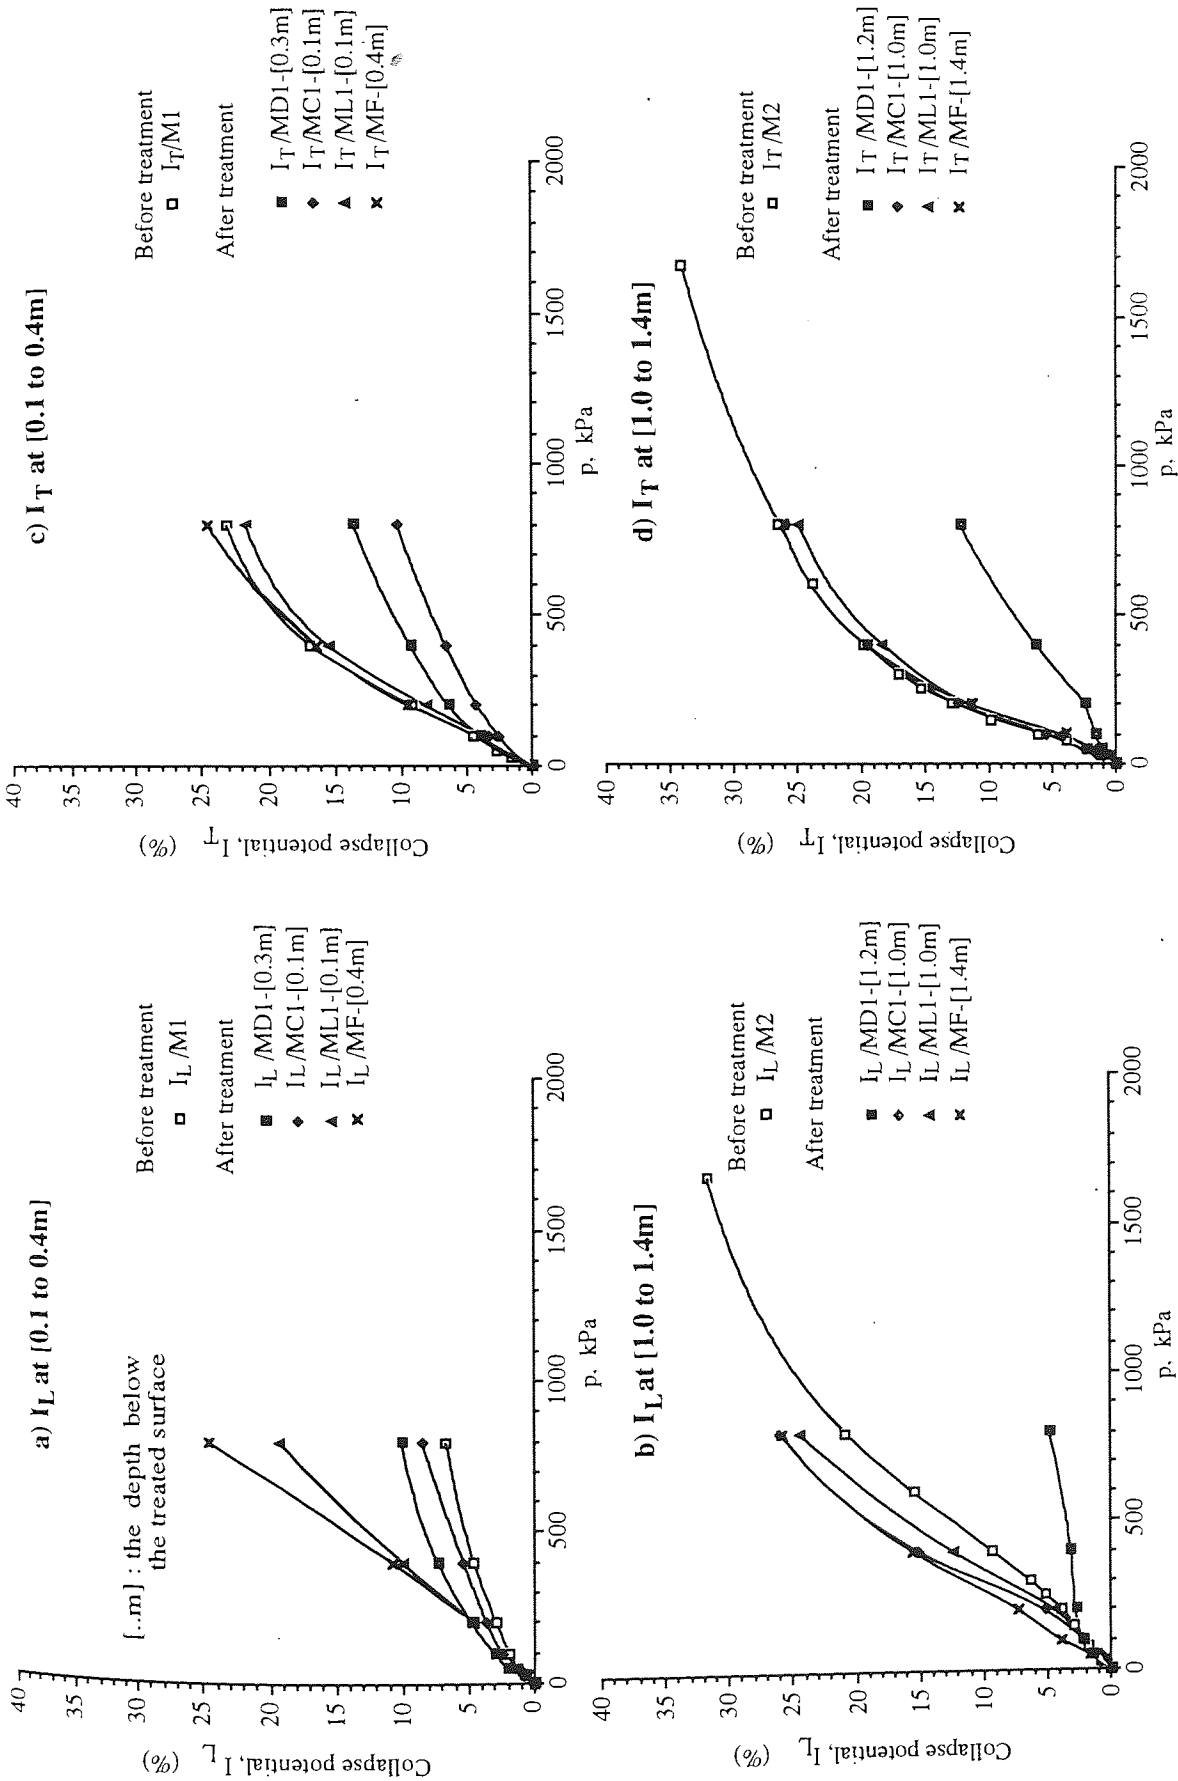 a) I_L at [0.1 to 0.4m]
[..m] : the depth below
the treated surface
Before treatment
I_L /M1
After treatment
I_L /MD1-[0.3m]
I_L/MC1-[0.1m]
I_L/ML1-[0.1m]
I_L/MF-[0.4m]
Collapse potential, I_L
(%)
40
35
30
25
20
15
10
5
0
0
500
1000
1500
2000
p, kPa
b) I_L at [1.0 to 1.4m]
Before treatment
I_L /M2
After treatment
I_L /MD1-[1.2m]
I_L /MC1-[1.0m]
I_L /ML1-[1.0m]
I_L /MF-[1.4m]
Collapse potential, I_L
(%)
40
35
30
25
20
15
10
5
0
0
500
1000
1500
2000
p, kPa
c) I_T at [0.1 to 0.4m]
Before treatment
I_T/M1
After treatment
I_T/MD1-[0.3m]
I_T/MC1-[0.1m]
I_T/ML1-[0.1m]
I_T/MF-[0.4m]
Collapse potential, I_T
(%)
40
35
30
25
20
15
10
5
0
0
500
1000
1500
2000
p, kPa
d) I_T at [1.0 to 1.4m]
Before treatment
I_T/M2
After treatment
I_T /MD1-[1.2m]
I_T /MC1-[1.0m]
I_T /ML1-[1.0m]
I_T /MF-[1.4m]
Collapse potential, I_T
(%)
40
35
30
25
20
15
10
5
0
0
500
1000
1500
2000
p, kPa